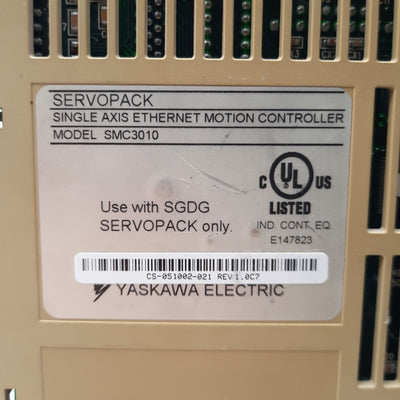 SERVOPACK
SINGLE AXIS ETHERNET MOTION CONTROLLER
MODEL SMC3010
C UL US
LISTED
Use with SGDG
SERVOPACK only.
IND. CONT. EQ.
E147823
CS-051002-021 REV:1.0C7
YASKAWA ELECTRIC